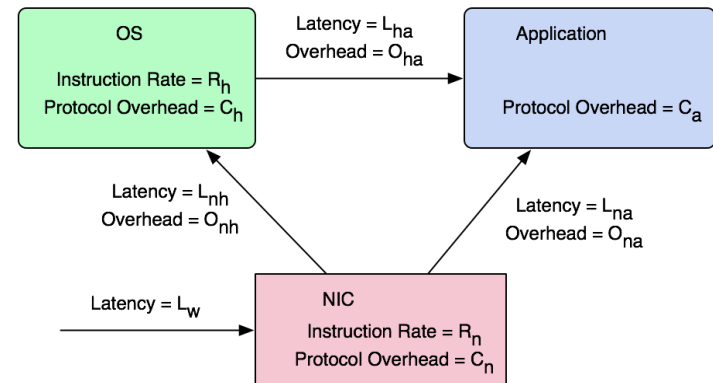 OS
Instruction Rate = Rh
Protocol Overhead = Ch
Latency = Lha
Overhead = Oha
Application
Protocol Overhead = Ca
Latency = Lnh
Overhead = Onh
Latency = Lna
Overhead = Ona
Latency = Lw
NIC
Instruction Rate = Rn
Protocol Overhead = Cn